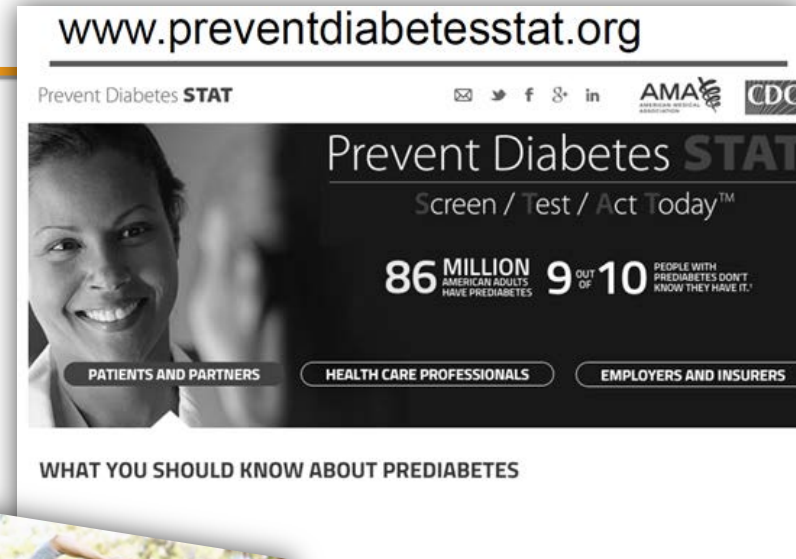 www.preventdiabetesstat.org
Prevent Diabetes STAT
AMA
AMERICAN MEDICAL
ASSOCIATION
CDC
Prevent Diabetes STAT
Screen / Test / Act Today™
86 MILLION AMERICAN ADULTS HAVE PREDIABETES 9 OUT OF 10 PEOPLE WITH PREDIABETES DON'T KNOW THEY HAVE IT.¹
PATIENTS AND PARTNERS HEALTH CARE PROFESSIONALS EMPLOYERS AND INSURERS
WHAT YOU SHOULD KNOW ABOUT PREDIABETES